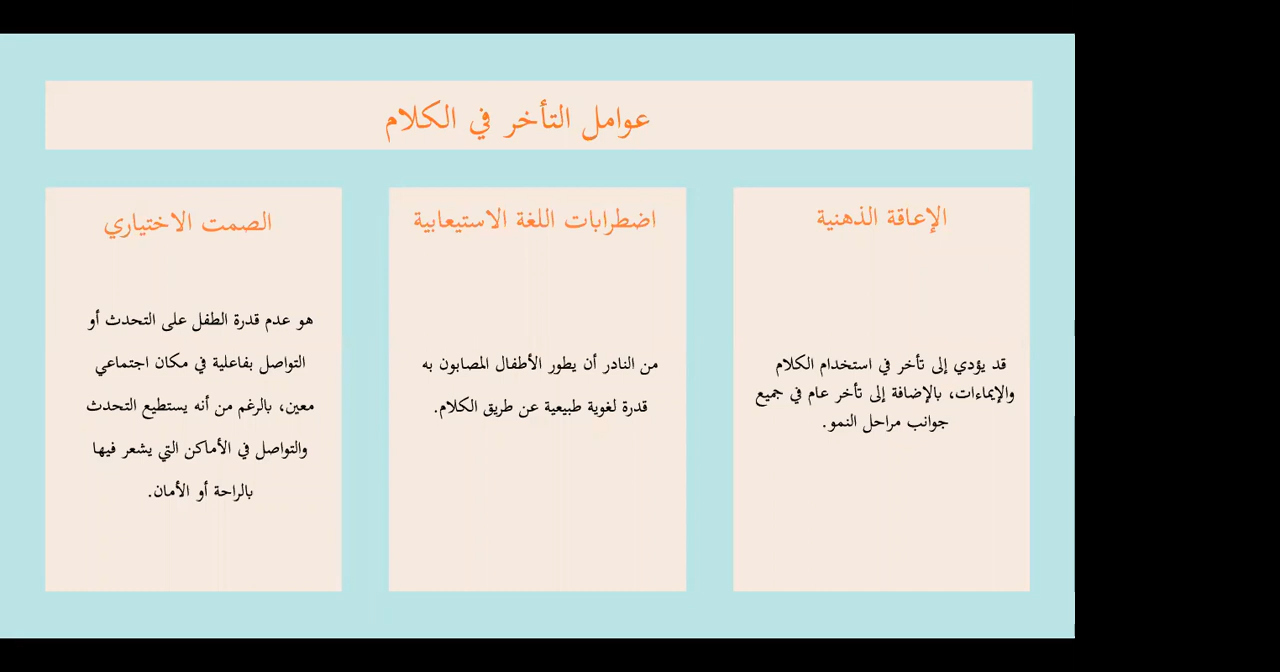 عوامل التأخر في الكلام
الإعاقة الذهنية
قد يؤدي إلى تأخر في استخدام الكلام
والإيماءات، بالإضافة إلى تأخر عام في جميع
جوانب مراحل النمو.
اضطرابات اللغة الاستيعابية
من النادر أن يطور الأطفال المصابون به
قدرة لغوية طبيعية عن طريق الكلام.
الصمت الاختياري
هو عدم قدرة الطفل على التحدث أو
التواصل بفاعلية في مكان اجتماعي
معين، بالرغم من أنه يستطيع التحدث
والتواصل في الأماكن التي يشعر فيها
بالراحة أو الأمان.